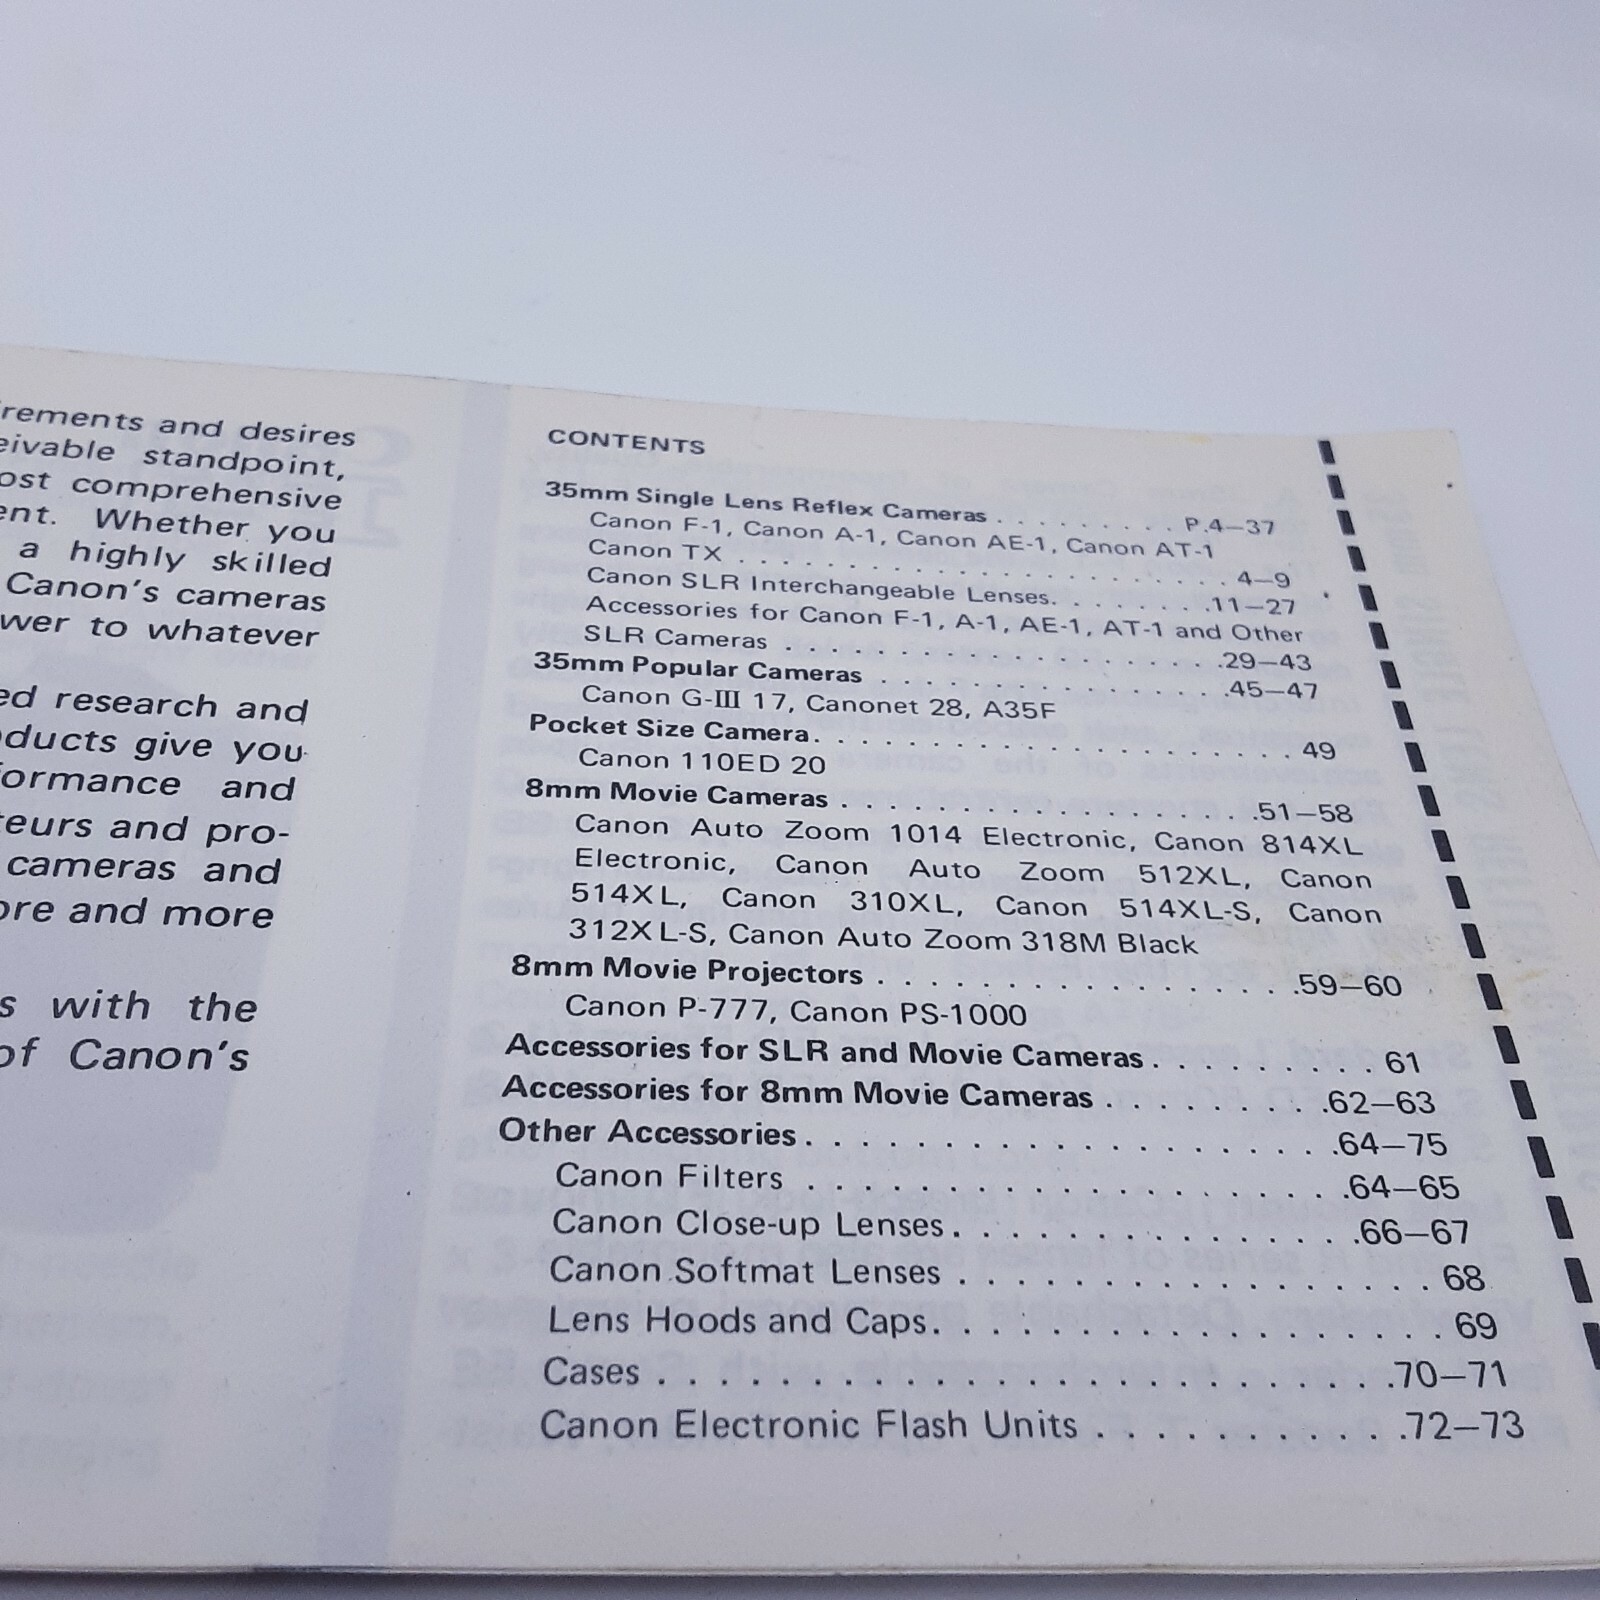 rements and desires
eivable standpoint,
ost comprehensive
ent. Whether you
a highly skilled
Canon's cameras
wer to whatever
ed research and
oducts give you
ormance and
teurs and pro-
cameras and
ore and more
s with the
of Canon's
CONTENTS
35mm Single Lens Reflex Cameras . . . . . . . . . P.4–37
Canon F-1, Canon A-1, Canon AE-1, Canon AT-1
Canon TX . . . . . . . . . . . . . . . . . . . . . . . . 4–9
Canon SLR Interchangeable Lenses. . . . . . . .11–27
Accessories for Canon F-1, A-1, AE-1, AT-1 and Other
SLR Cameras . . . . . . . . . . . . . . . . . .29–43
35mm Popular Cameras . . . . . . . . . . . . . . .45–47
Canon G-III 17, Canonet 28, A35F
Pocket Size Camera. . . . . . . . . . . . . . . . . . . . 49
Canon 110ED 20
8mm Movie Cameras . . . . . . . . . . . . . . . .51–58
Canon Auto Zoom 1014 Electronic, Canon 814XL
Electronic, Canon Auto Zoom 512XL, Canon
514XL, Canon 310XL, Canon 514XL-S, Canon
312XL-S, Canon Auto Zoom 318M Black
8mm Movie Projectors . . . . . . . . . . . . . . . . .59–60
Canon P-777, Canon PS-1000
Accessories for SLR and Movie Cameras. . . . . . . . . 61
Accessories for 8mm Movie Cameras . . . . . . . . .62–63
Other Accessories. . . . . . . . . . . . . . . . . . .64–75
Canon Filters . . . . . . . . . . . . . . . . . . .64–65
Canon Close-up Lenses. . . . . . . . . . . . . .66–67
Canon Softmat Lenses . . . . . . . . . . . . . . . . 68
Lens Hoods and Caps. . . . . . . . . . . . . . . . . 69
Cases . . . . . . . . . . . . . . . . . . . . . . . .70–71
Canon Electronic Flash Units . . . . . . . . . . .72–73